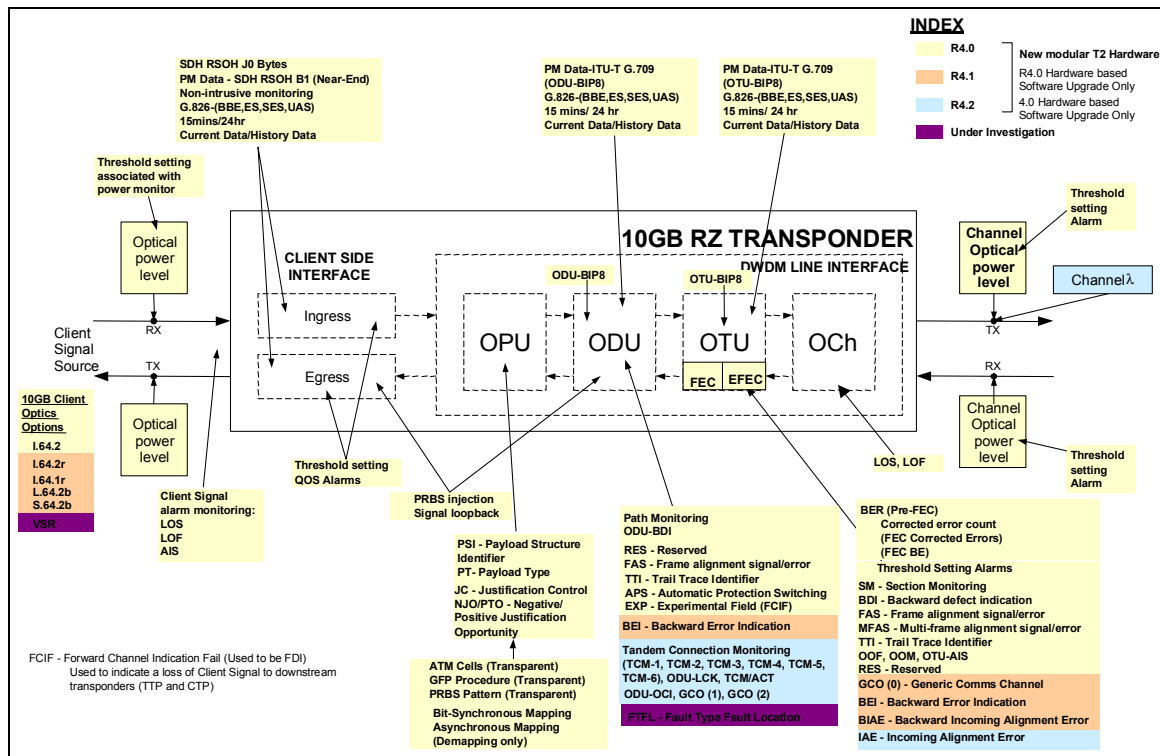 INDEX
R4.0
New modular T2 Hardware
R4.1
R4.0 Hardware based
Software Upgrade Only
R4.2
4.0 Hardware based
Software Upgrade Only
Under Investigation
SDH RSOH J0 Bytes
PM Data - SDH RSOH B1 (Near-End)
Non-intrusive monitoring
G.826-(BBE,ES,SES,UAS)
15mins/24hr
Current Data/History Data
PM Data-ITU-T G.709
(ODU-BIP8)
G.826-(BBE,ES,SES,UAS)
15 mins/ 24 hr
Current Data/History Data
PM Data-ITU-T G.709
(OTU-BIP8)
G.826-(BBE,ES,SES,UAS)
15 mins/ 24 hr
Current Data/History Data
Threshold setting
associated with
power monitor
Optical
power
level
10GB RZ TRANSPONDER
CLIENT SIDE
INTERFACE
DWDM LINE INTERFACE
ODU-BIP8
OTU-BIP8
Threshold
setting
Alarm
Channel
Optical
power
level
Channel λ
Client
Signal
Source
RX
TX
Ingress
Egress
OPU
ODU
OTU
FEC
EFEC
OCh
TX
RX
10GB Client
Optics
Options
I.64.2
I.64.2r
I.64.1r
L.64.2b
S.64.2b
VSR
Optical
power
level
Client Signal
alarm monitoring:
LOS
LOF
AIS
Threshold setting
QOS Alarms
PRBS injection
Signal loopback
LOS, LOF
Channel
Optical
power
level
Threshold
setting
Alarm
PSI - Payload Structure
Identifier
PT- Payload Type
JC - Justification Control
NJO/PTO - Negative/
Positive Justification
Opportunity
ATM Cells (Transparent)
GFP Procedure (Transparent)
PRBS Pattern (Transparent)
Bit-Synchronous Mapping
Asynchronous Mapping
(Demapping only)
Path Monitoring
ODU-BDI
RES - Reserved
FAS - Frame alignment signal/error
TTI - Trail Trace Identifier
APS - Automatic Protection Switching
EXP - Experimental Field (FCIF)
BEI - Backward Error Indication
Tandem Connection Monitoring
(TCM-1, TCM-2, TCM-3, TCM-4, TCM-5,
TCM-6), ODU-LCK, TCM/ACT
ODU-OCI, GCO (1), GCO (2)
FTFL - Fault Type Fault Location
BER (Pre-FEC)
Corrected error count
(FEC Corrected Errors)
(FEC BE)
Threshold Setting Alarms
SM - Section Monitoring
BDI - Backward defect indication
FAS - Frame alignment signal/error
MFAS - Multi-frame alignment signal/error
TTI - Trail Trace Identifier
OOF, OOM, OTU-AIS
RES - Reserved
GCO (0) - Generic Comms Channel
BEI - Backward Error Indication
BIAE - Backward Incoming Alignment Error
IAE - Incoming Alignment Error
FCIF - Forward Channel Indication Fail (Used to be FDI)
Used to indicate a loss of Client Signal to downstream
transponders (TTP and CTP)